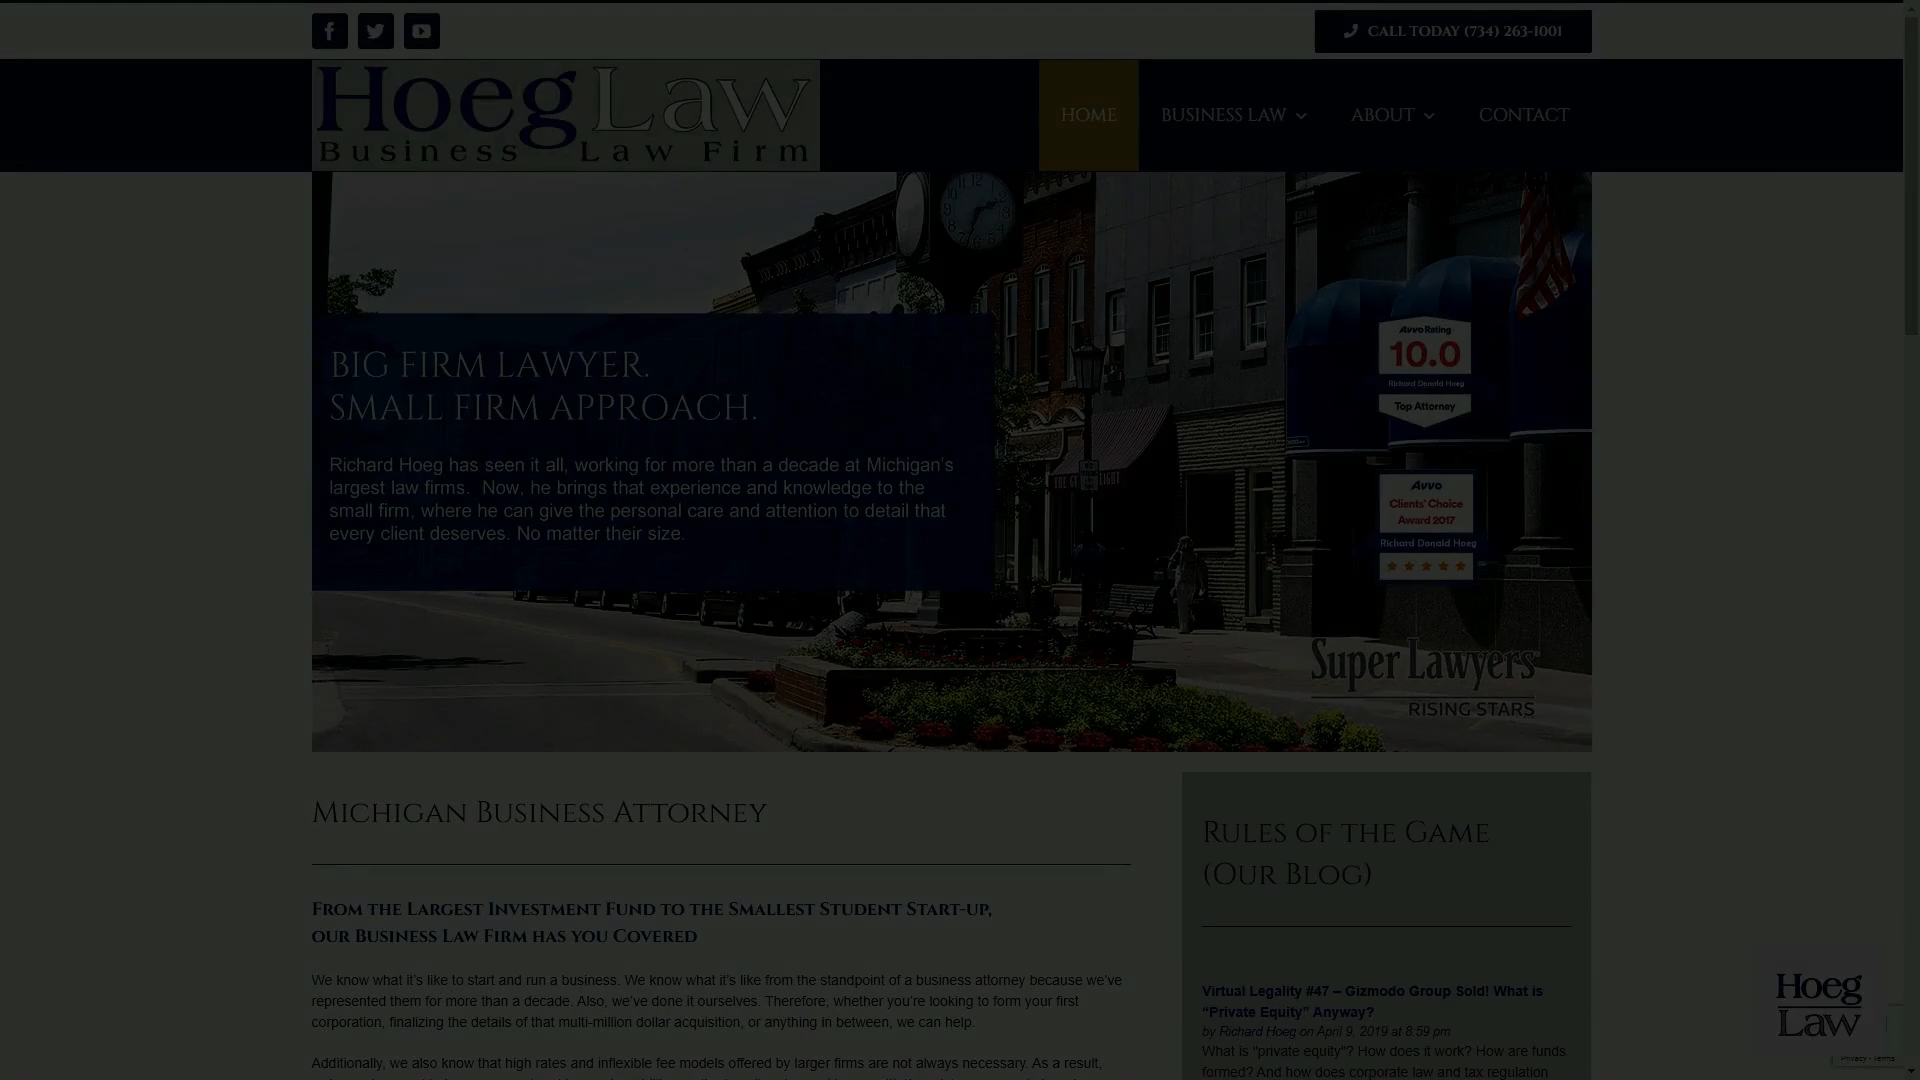 CALL TODAY (734) 263-1001
Hoeg Law
Business Law Firm
HOME
BUSINESS LAW
ABOUT
CONTACT
BIG FIRM LAWYER.
SMALL FIRM APPROACH.
Richard Hoeg has seen it all, working for more than a decade at Michigan's
largest law firms. Now, he brings that experience and knowledge to the
small firm, where he can give the personal care and attention to detail that
every client deserves. No matter their size.
Avvo Rating
10.0
Richard Donald Hoeg
Top Attorney
Avvo
Clients' Choice
Award 2017
Richard Donald Hoeg
Super Lawyers
RISING STARS
Michigan Business Attorney
From the Largest Investment Fund to the Smallest Student Start-up,
our Business Law Firm has you Covered
We know what it's like to start and run a business. We know what it's like from the standpoint of a business attorney because we've
represented them for more than a decade. Also, we've done it ourselves. Therefore, whether you're looking to form your first
corporation, finalizing the details of that multi-million dollar acquisition, or anything in between, we can help.
Additionally, we also know that high rates and inflexible fee models offered by larger firms are not always necessary. As a result,
Rules of the Game
(Our Blog)
Virtual Legality #47 – Gizmodo Group Sold! What is
"Private Equity" Anyway?
by Richard Hoeg on April 9, 2019 at 8:59 pm
What is "private equity"? How does it work? How are funds
formed? And how does corporate law and tax regulation
Hoeg
Law
Privacy - Terms